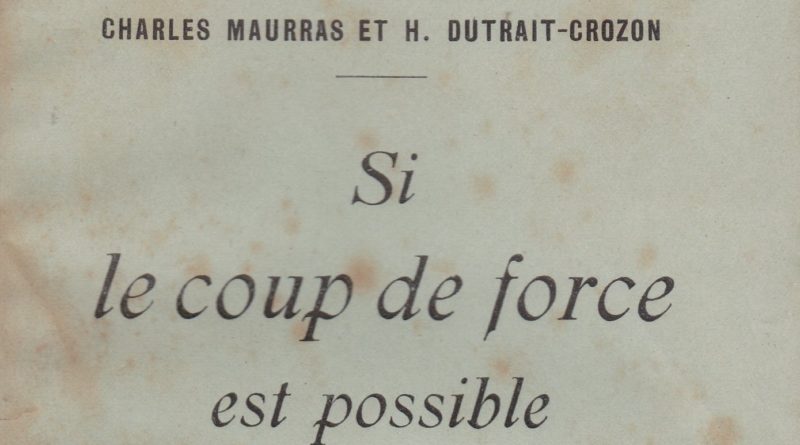 CHARLES MAURRAS ET H. DUTRAIT-CROZON
Si
le coup de force
est possible